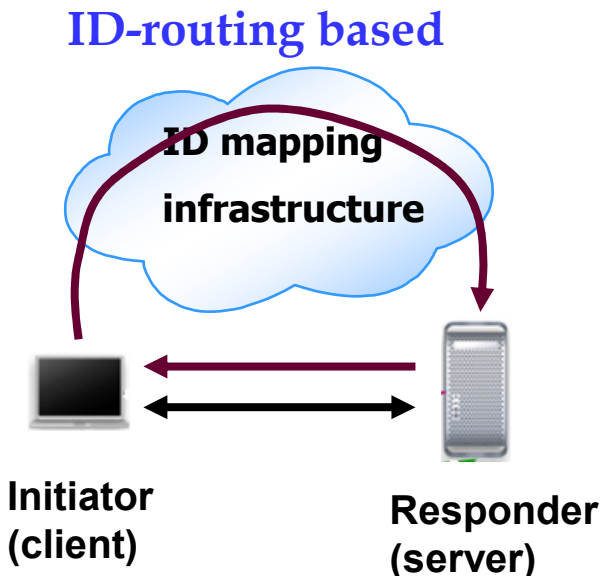 ID-routing based
ID mapping
infrastructure
Initiator
(client)
Responder
(server)